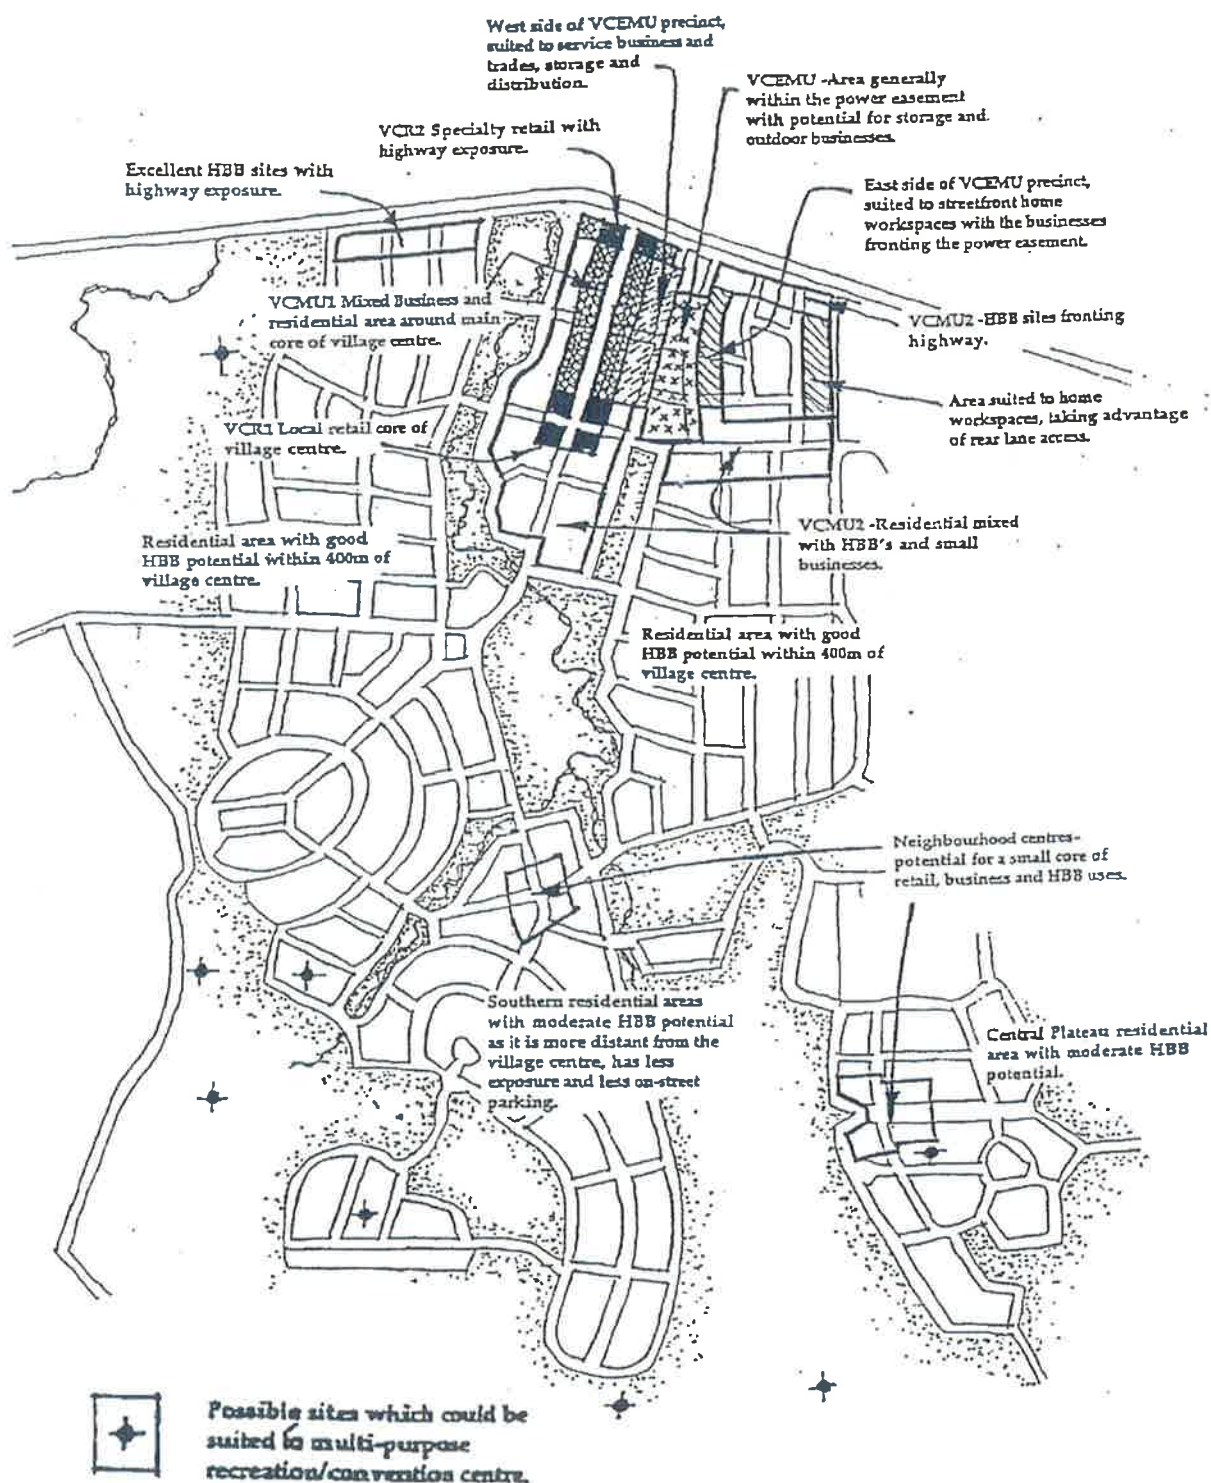 West side of VCEMU precinct,
suited to service business and
trades, storage and
distribution.
VCEMU -Area generally
within the power easement
with potential for storage and
outdoor businesses.
VCR2 Specialty retail with
highway exposure.
Excellent HBB sites with
highway exposure.
East side of VCEMU precinct,
suited to streetfront home
workspaces with the businesses
fronting the power easement.
VCMU1 Mixed Business and
residential area around main
core of village centre.
VCMU2 -HBB sites fronting
highway.
Area suited to home
workspaces, taking advantage
of rear lane access.
VCR1 Local retail core of
village centre.
VCMU2 -Residential mixed
with HBB's and small
businesses.
Residential area with good
HBB potential within 400m of
village centre.
Residential area with good
HBB potential within 400m of
village centre.
Neighbourhood centres-
potential for a small core of
retail, business and HBB uses.
Southern residential areas
with moderate HBB potential
as it is more distant from the
village centre, has less
exposure and less on-street
parking.
Central Plateau residential
area with moderate HBB
potential.
Possible sites which could be
suited to multi-purpose
recreation/convention centre.